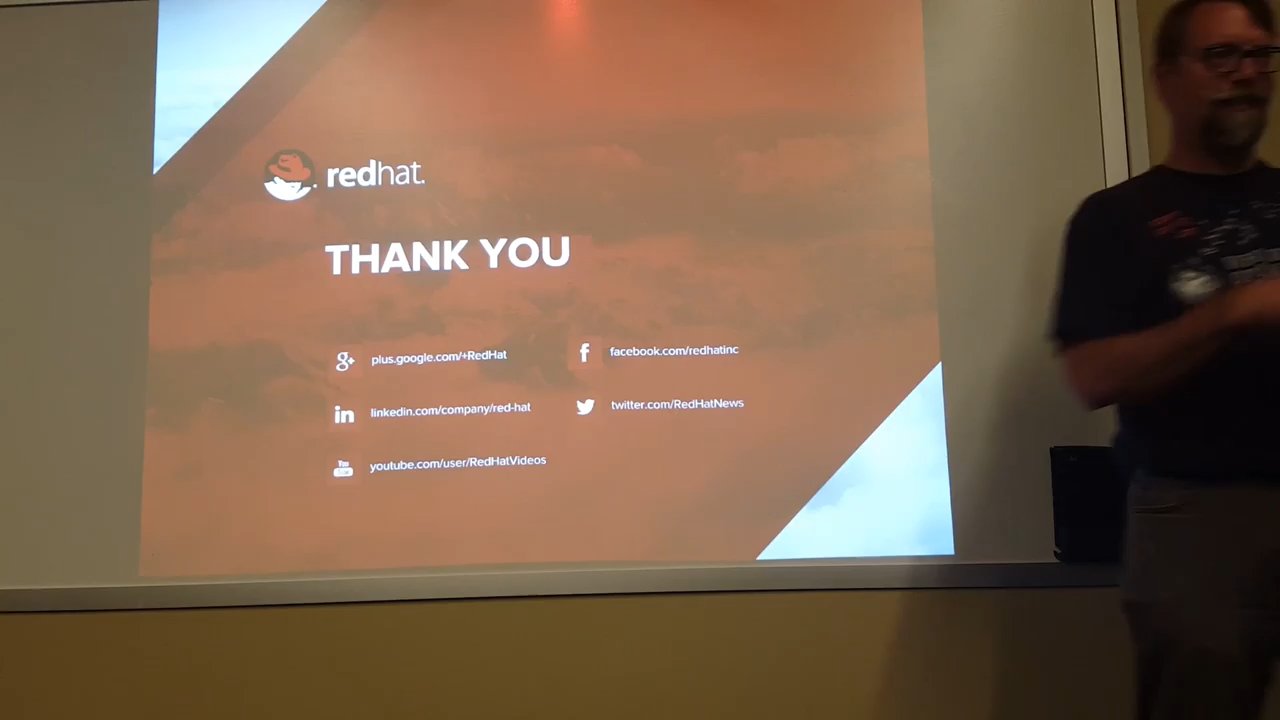 redhat.
THANK YOU
plus.google.com/+RedHat
facebook.com/redhatinc
linkedin.com/company/red-hat
twitter.com/RedHatNews
youtube.com/user/RedHatVideos